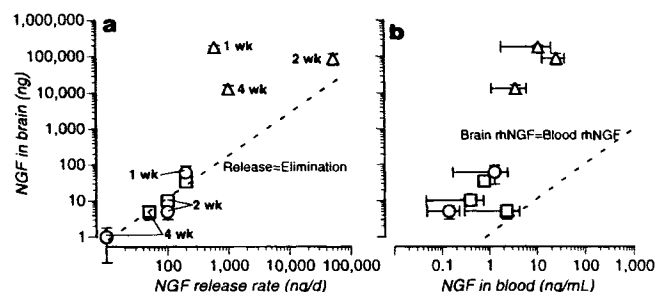 a
b
NGF in brain (ng)
1,000,000
100,000
10,000
1,000
100
10
1
1 wk
2 wk
4 wk
1 wk
Release=Elimination
2 wk
4 wk
Brain rhNGF=Blood rhNGF
100
1,000
10,000
100,000
NGF release rate (ng/d)
0.1
1
10
100
1,000
NGF in blood (ng/mL)